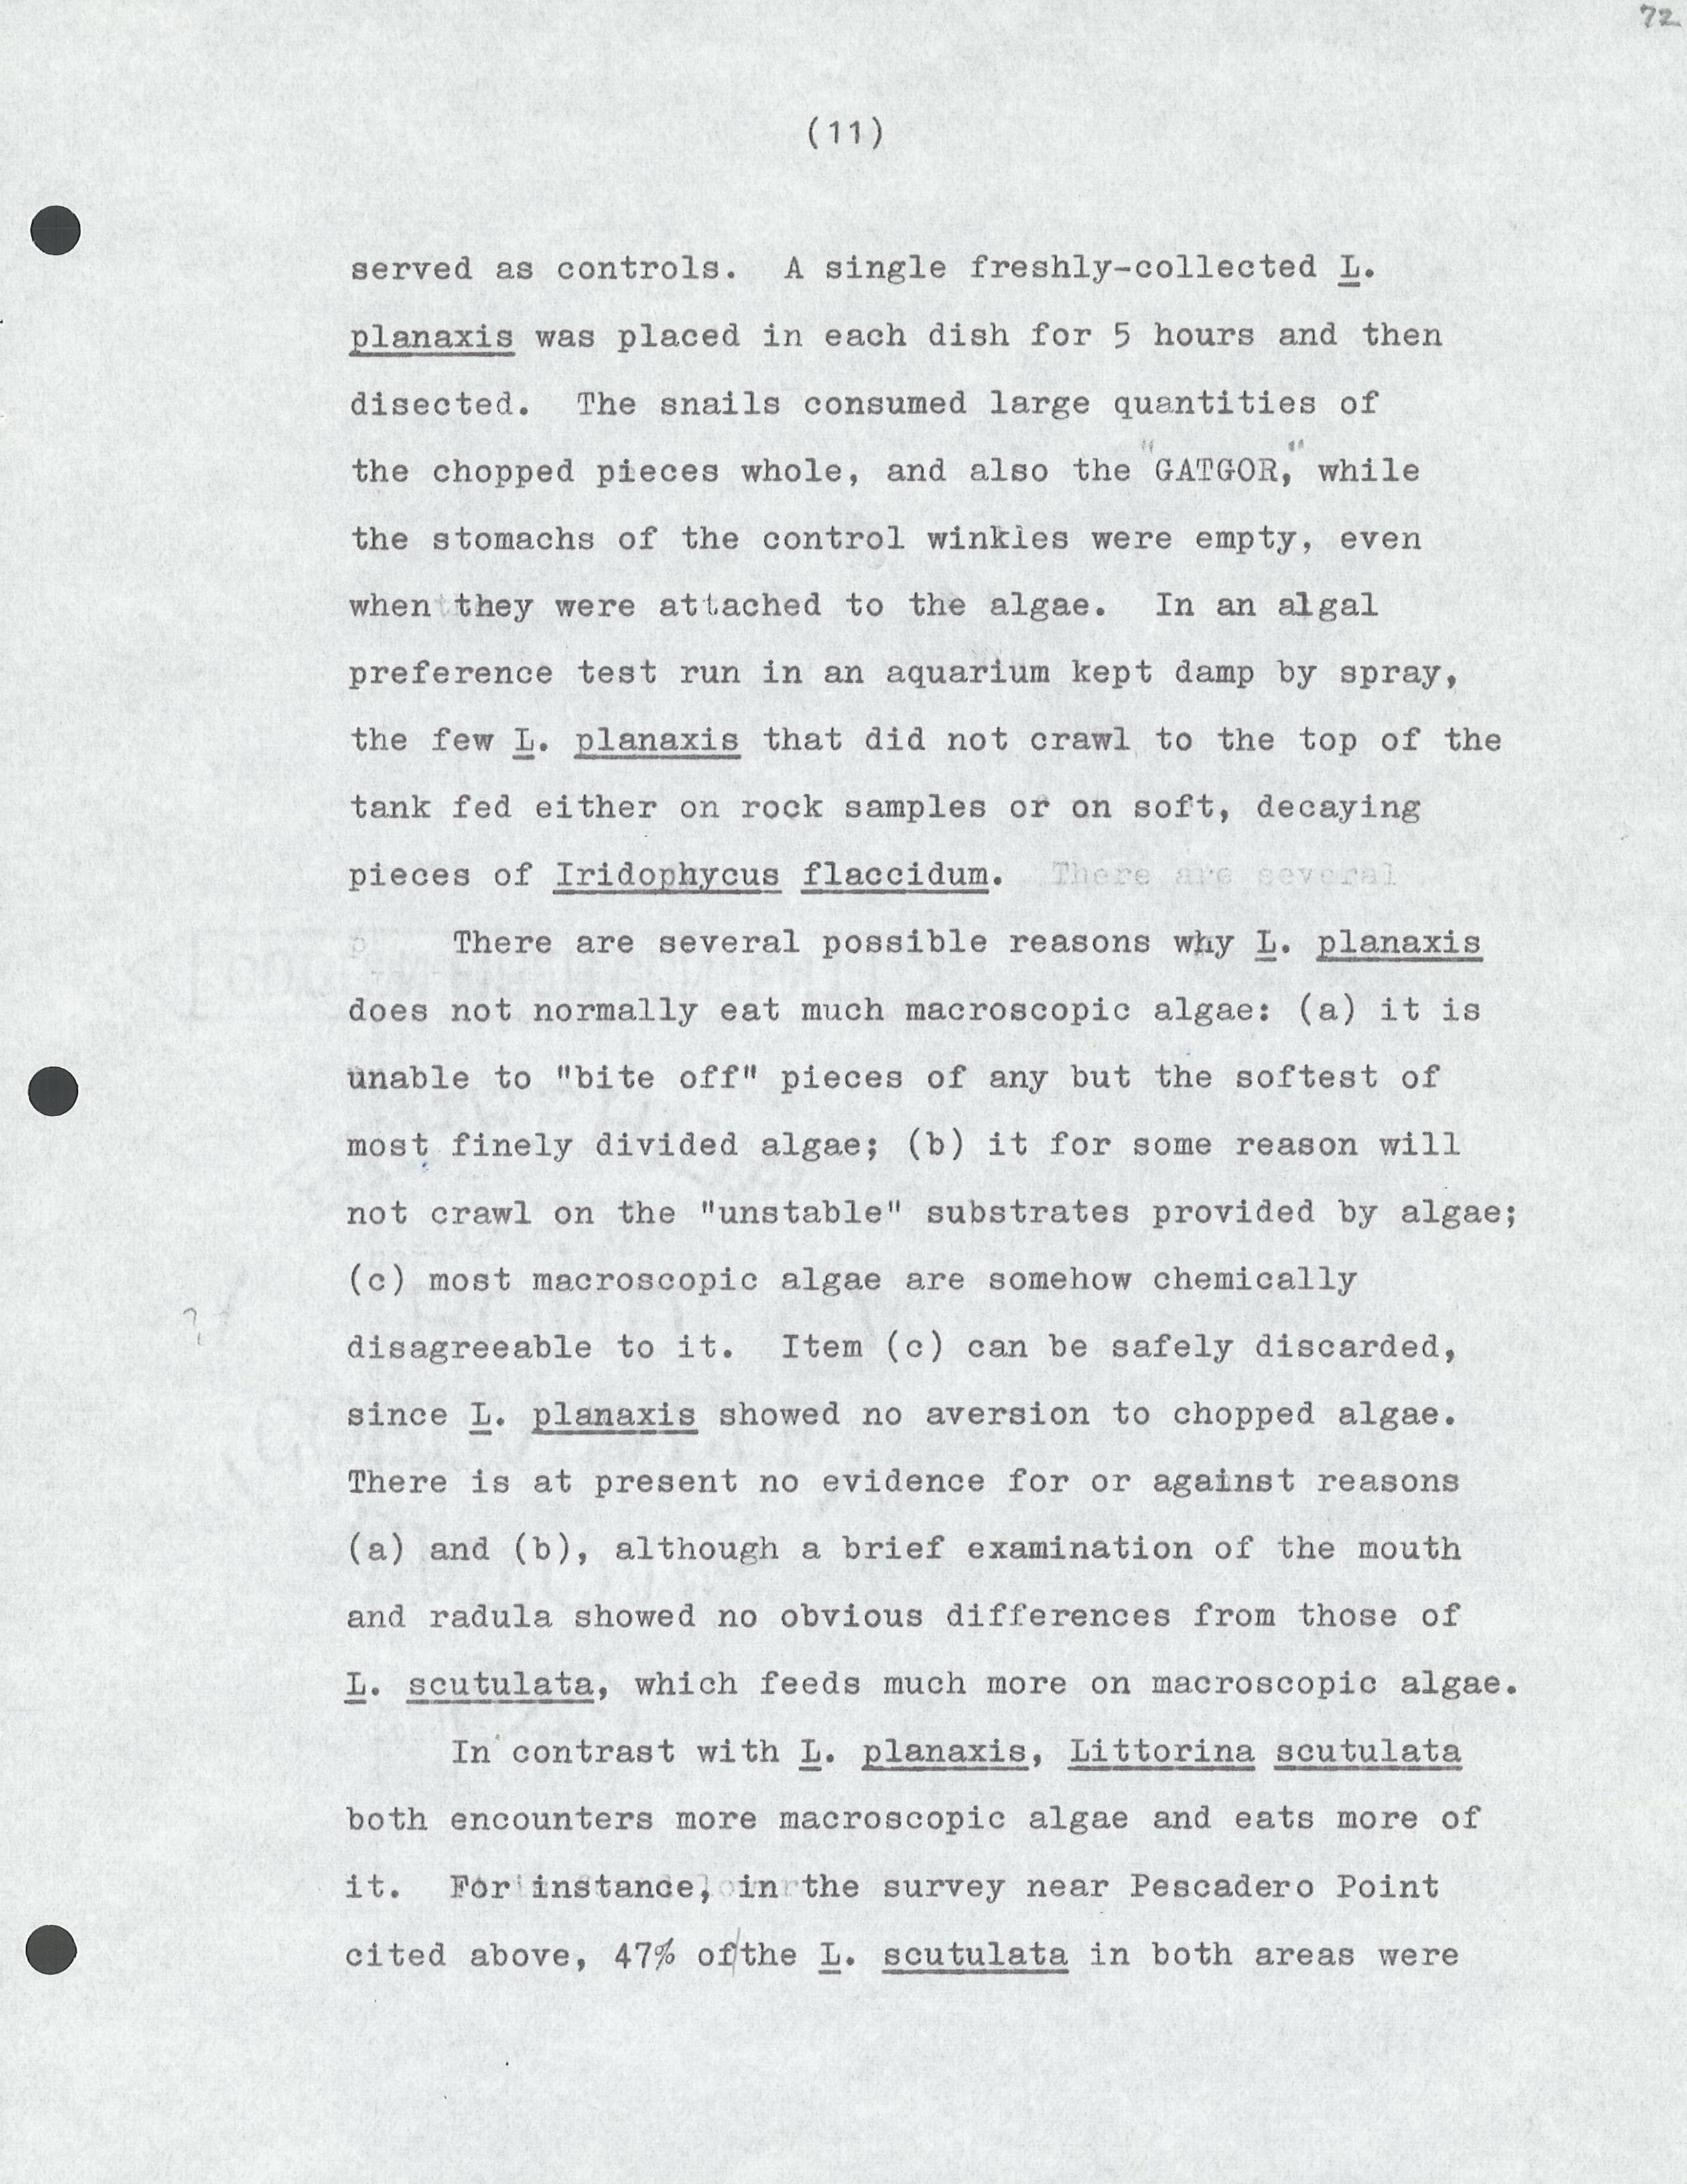 72
(11)
served as controls.  A single freshly-collected L.
planaxis was placed in each dish for 5 hours and then
disected.  The snails consumed large quantities of
the chopped pieces whole, and also the "GATGOR," while
the stomachs of the control winkles were empty, even
when they were attached to the algae.  In an algal
preference test run in an aquarium kept damp by spray,
the few L. planaxis that did not crawl to the top of the
tank fed either on rock samples or on soft, decaying
pieces of Iridophycus flaccidum.  There are several
There are several possible reasons why L. planaxis
does not normally eat much macroscopic algae: (a) it is
unable to "bite off" pieces of any but the softest of
most finely divided algae; (b) it for some reason will
not crawl on the "unstable" substrates provided by algae;
(c) most macroscopic algae are somehow chemically
?
disagreeable to it.  Item (c) can be safely discarded,
since L. planaxis showed no aversion to chopped algae.
There is at present no evidence for or against reasons
(a) and (b), although a brief examination of the mouth
and radula showed no obvious differences from those of
L. scutulata, which feeds much more on macroscopic algae.
In contrast with L. planaxis, Littorina scutulata
both encounters more macroscopic algae and eats more of
it.  For instance, in the survey near Pescadero Point
cited above, 47% of/the L. scutulata in both areas were